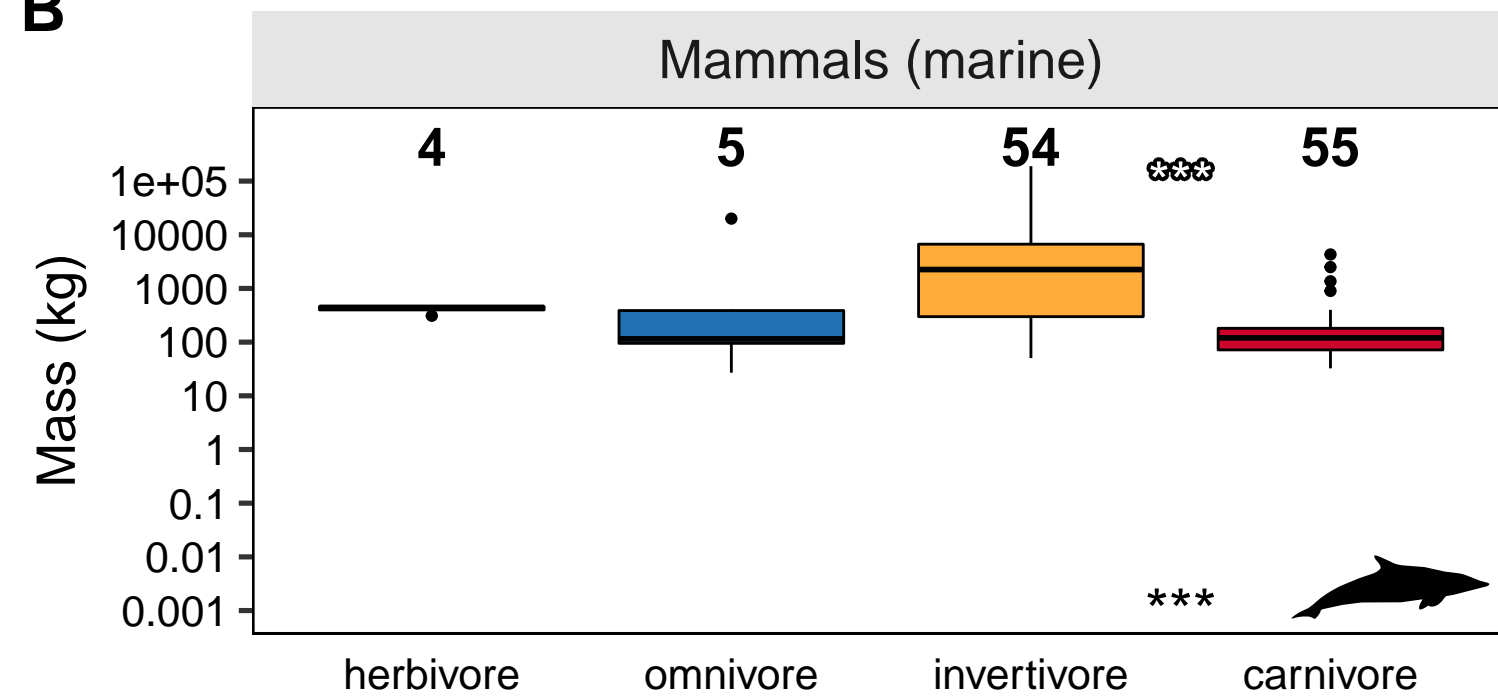 B
Mammals (marine)
4 5 54 55
***
1e+05
10000
1000
100
10
1
0.1
0.01
0.001
Mass (kg)
***
herbivore omnivore invertivore carnivore